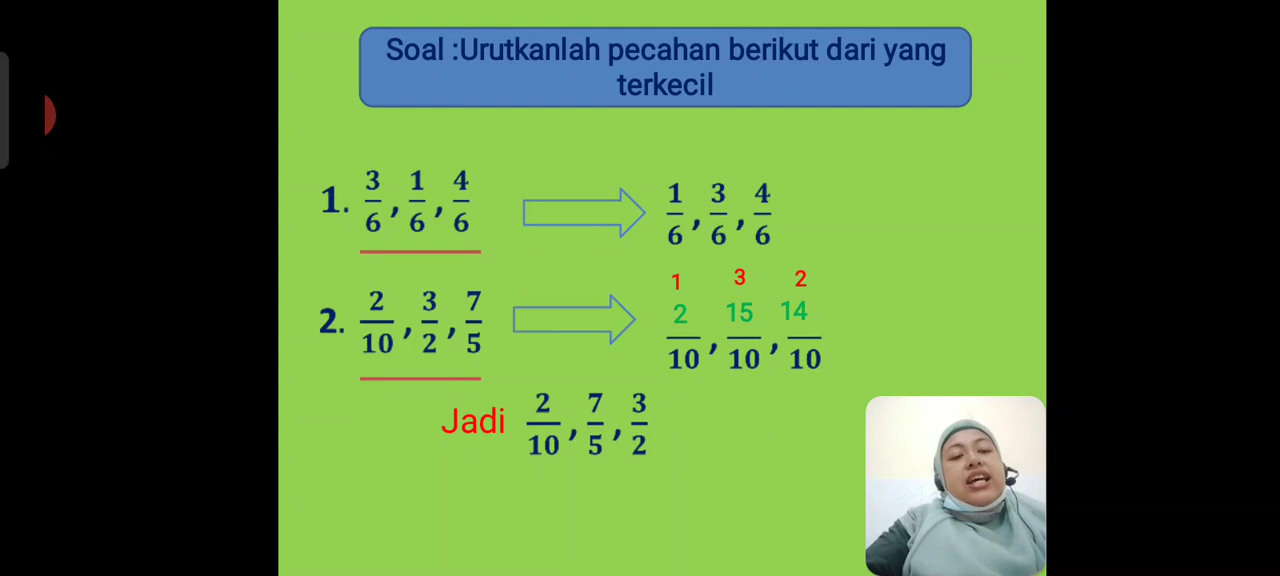 Soal :Urutkanlah pecahan berikut dari yang
terkecil
1. 3/6 , 1/6 , 4/6
1/6 , 3/6 , 4/6
1 3 2
2. 2/10 , 3/2 , 7/5
2/10 , 15/10 , 14/10
Jadi 2/10 , 7/5 , 3/2